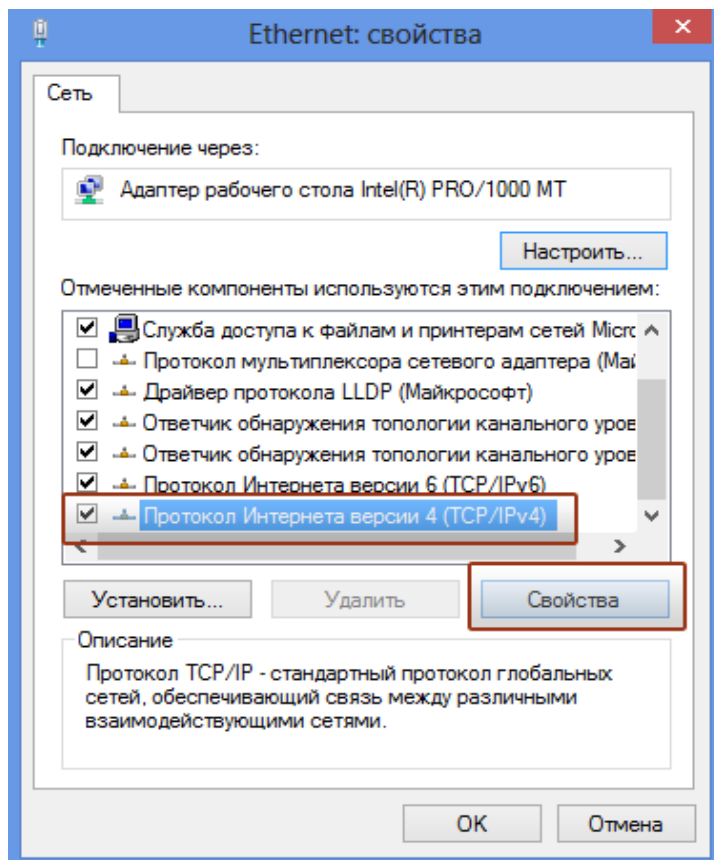 Ethernet: свойства
Сеть
Подключение через:
Адаптер рабочего стола Intel(R) PRO/1000 MT
Настроить...
Отмеченные компоненты используются этим подключением:
Служба доступа к файлам и принтерам сетей Micrc
Протокол мультиплексора сетевого адаптера (Май
Драйвер протокола LLDP (Майкрософт)
Ответчик обнаружения топологии канального уров
Ответчик обнаружения топологии канального уров
Протокол Интернета версии 6 (TCP/IPv6)
Протокол Интернета версии 4 (TCP/IPv4)
Установить... Удалить Свойства
Описание
Протокол TCP/IP - стандартный протокол глобальных
сетей, обеспечивающий связь между различными
взаимодействующими сетями.
OK Отмена